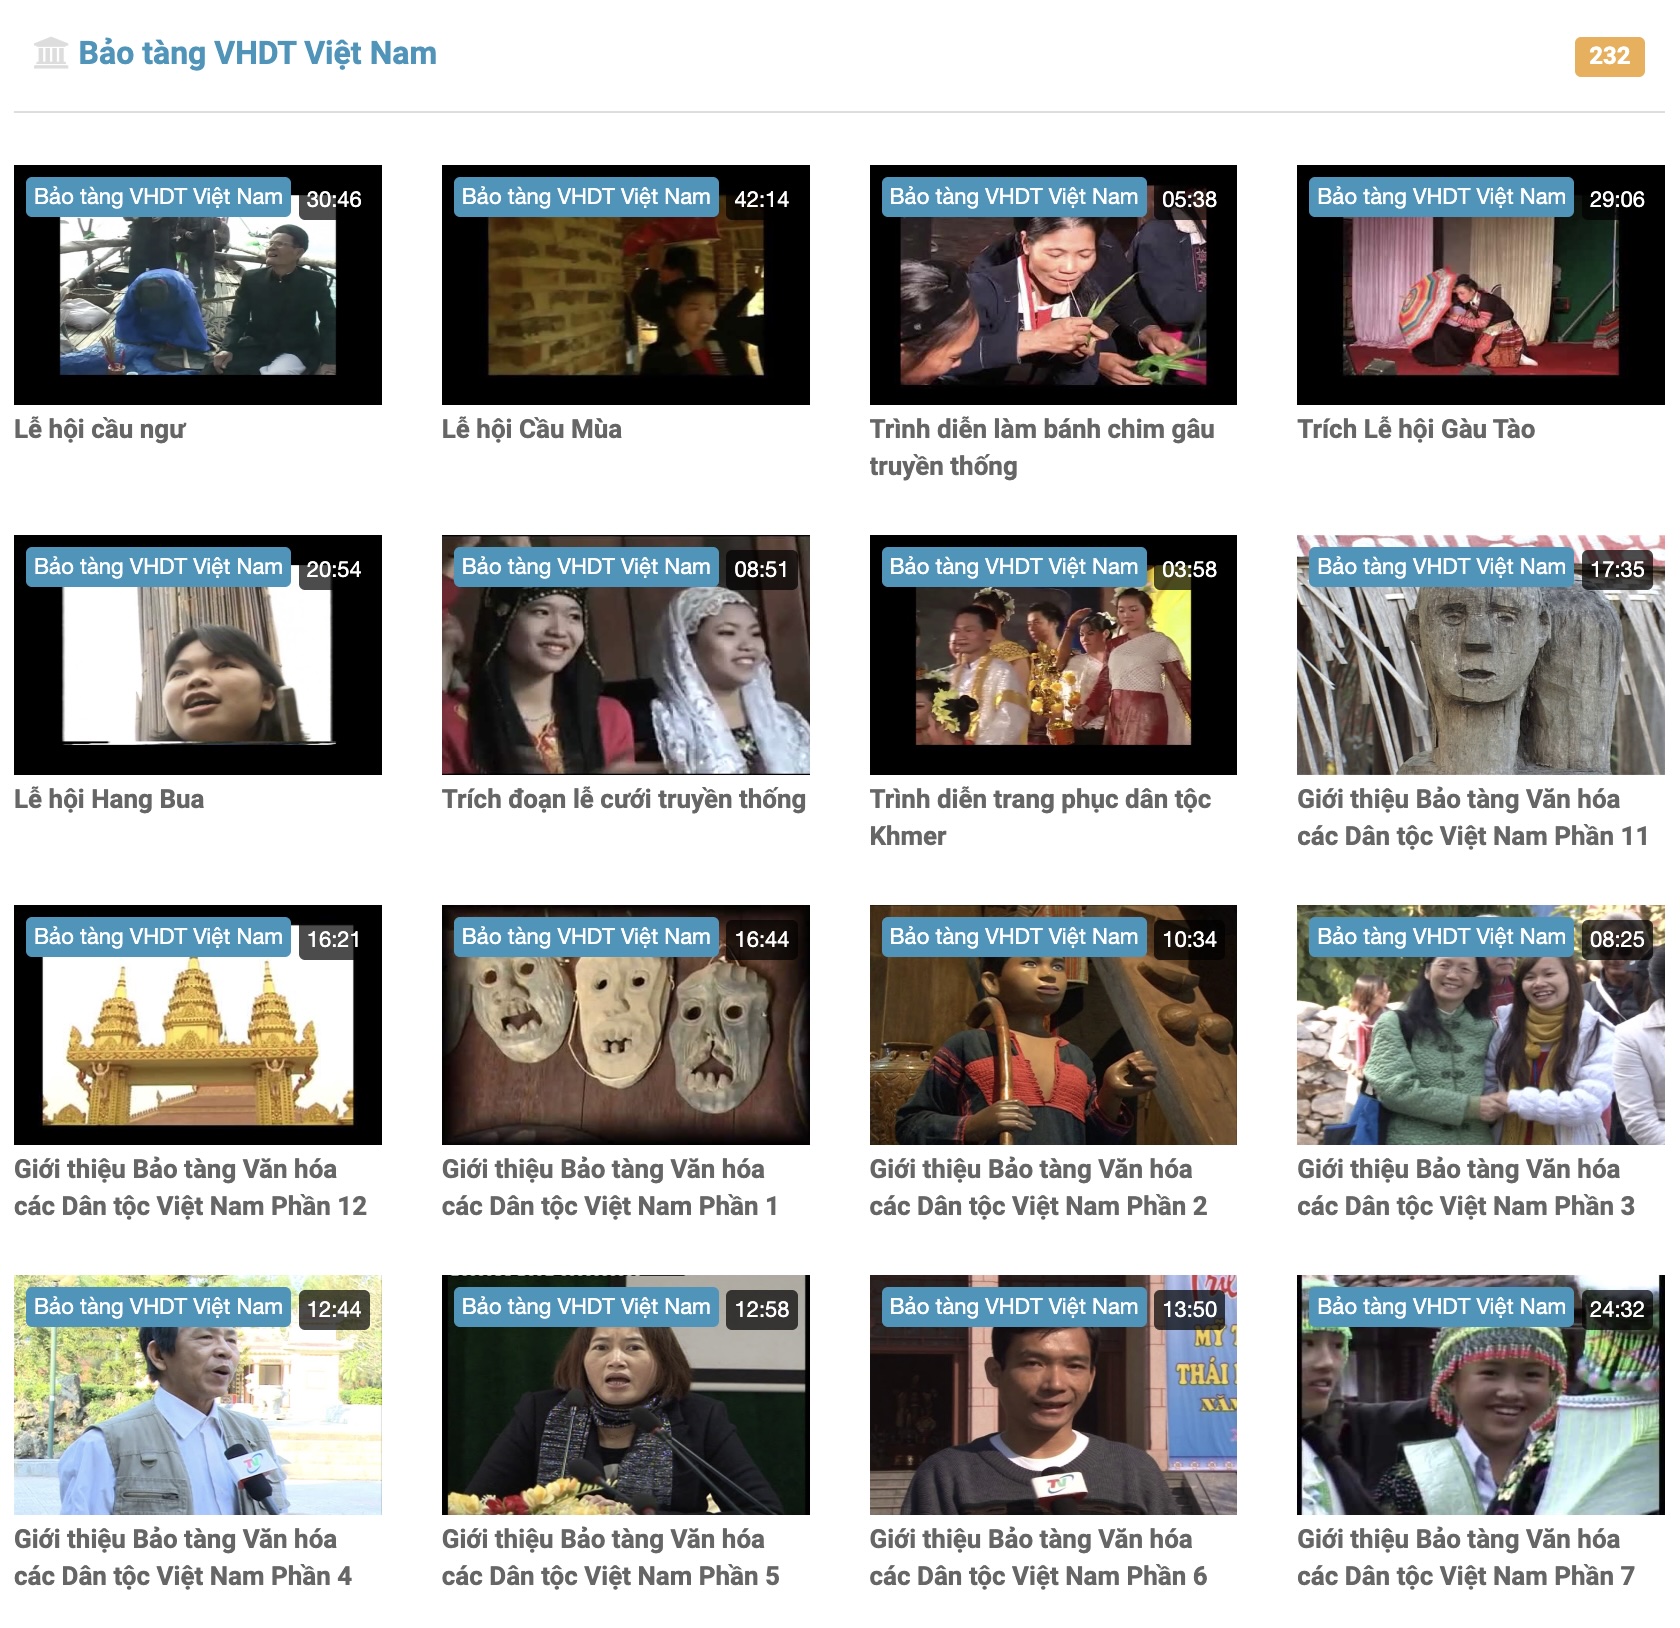 Bảo tàng VHDT Việt Nam
232
Bảo tàng VHDT Việt Nam 30:46
Bảo tàng VHDT Việt Nam 42:14
Bảo tàng VHDT Việt Nam 05:38
Bảo tàng VHDT Việt Nam 29:06
Lễ hội cầu ngư
Lễ hội Cầu Mùa
Trình diễn làm bánh chim gâu
truyền thống
Trích Lễ hội Gàu Tào
Bảo tàng VHDT Việt Nam 20:54
Bảo tàng VHDT Việt Nam 08:51
Bảo tàng VHDT Việt Nam 03:58
Bảo tàng VHDT Việt Nam 17:35
Lễ hội Hang Bua
Trích đoạn lễ cưới truyền thống
Trình diễn trang phục dân tộc
Khmer
Giới thiệu Bảo tàng Văn hóa
các Dân tộc Việt Nam Phần 11
Bảo tàng VHDT Việt Nam 16:21
Bảo tàng VHDT Việt Nam 16:44
Bảo tàng VHDT Việt Nam 10:34
Bảo tàng VHDT Việt Nam 08:25
Giới thiệu Bảo tàng Văn hóa
các Dân tộc Việt Nam Phần 12
Giới thiệu Bảo tàng Văn hóa
các Dân tộc Việt Nam Phần 1
Giới thiệu Bảo tàng Văn hóa
các Dân tộc Việt Nam Phần 2
Giới thiệu Bảo tàng Văn hóa
các Dân tộc Việt Nam Phần 3
Bảo tàng VHDT Việt Nam 12:44
Bảo tàng VHDT Việt Nam 12:58
Bảo tàng VHDT Việt Nam 13:50
MỸ T
THÁI
NĂM
Bảo tàng VHDT Việt Nam 24:32
Giới thiệu Bảo tàng Văn hóa
các Dân tộc Việt Nam Phần 4
Giới thiệu Bảo tàng Văn hóa
các Dân tộc Việt Nam Phần 5
Giới thiệu Bảo tàng Văn hóa
các Dân tộc Việt Nam Phần 6
Giới thiệu Bảo tàng Văn hóa
các Dân tộc Việt Nam Phần 7